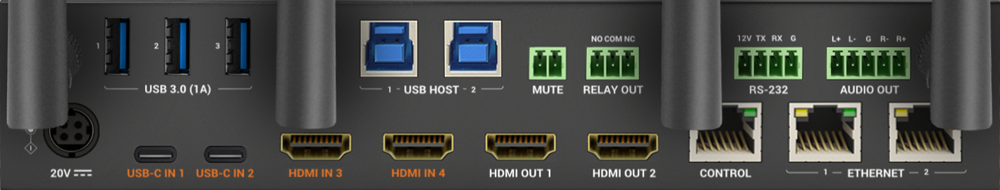 NO COM NC
12V TX RX G
L+ L- G R- R+
1
2
3
USB 3.0 (1A)
1 - USB HOST - 2
MUTE
RELAY OUT
RS-232
AUDIO OUT
20V
USB-C IN 1
USB-C IN 2
HDMI IN 3
HDMI IN 4
HDMI OUT 1
HDMI OUT 2
CONTROL
1 - ETHERNET - 2